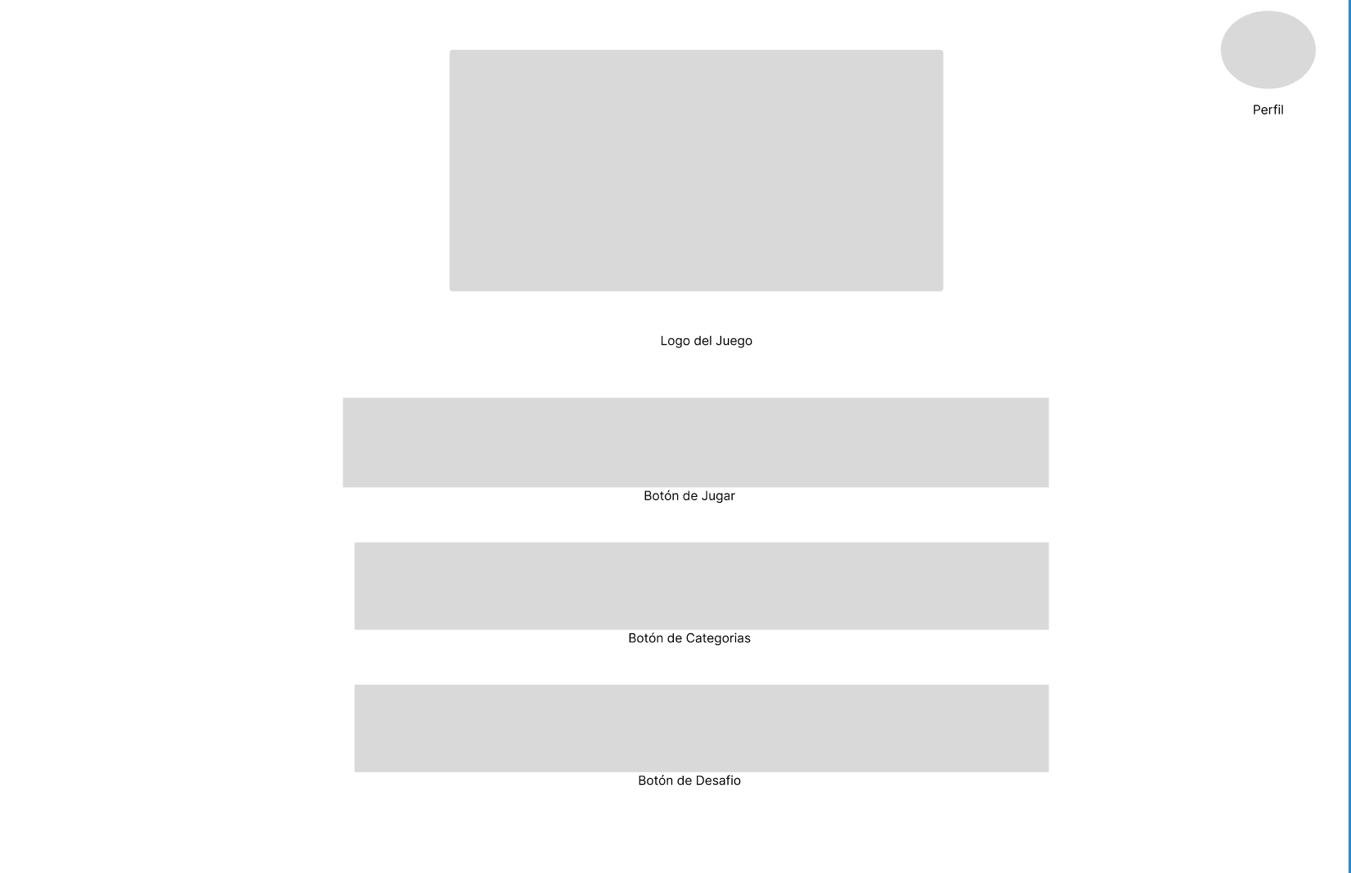 Perfil
Logo del Juego
Botón de Jugar
Botón de Categorias
Botón de Desafio